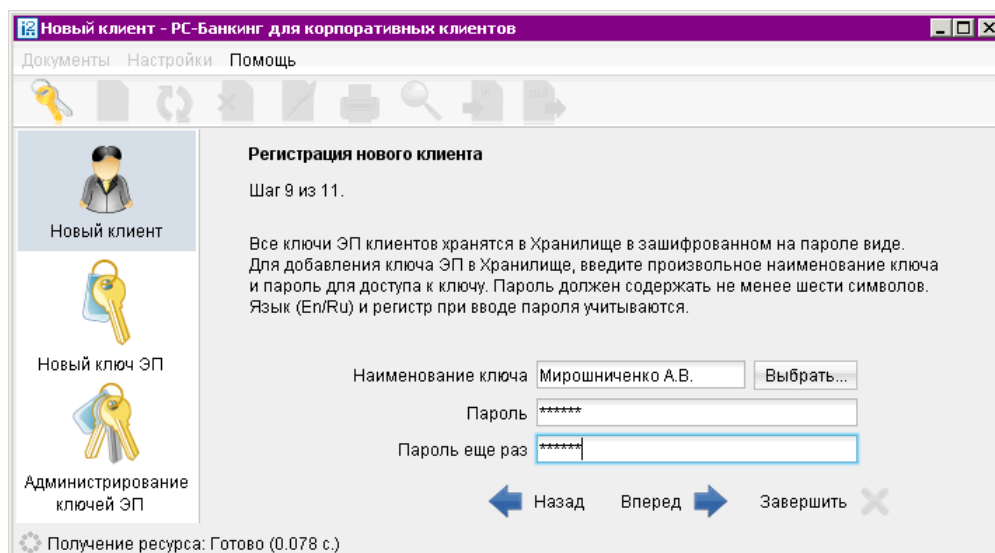 Новый клиент - РС-Банкинг для корпоративных клиентов
Документы Настройки Помощь
in out
Новый клиент
Новый ключ ЭП
Администрирование
ключей ЭП
Регистрация нового клиента
Шаг 9 из 11.
Все ключи ЭП клиентов хранятся в Хранилище в зашифрованном на пароле виде.
Для добавления ключа ЭП в Хранилище, введите произвольное наименование ключа
и пароль для доступа к ключу. Пароль должен содержать не менее шести символов.
Язык (En/Ru) и регистр при вводе пароля учитываются.
Наименование ключа Мирошниченко А.В. Выбрать...
Пароль ******
Пароль еще раз ******
Назад Вперед Завершить
Получение ресурса: Готово (0.078 с.)